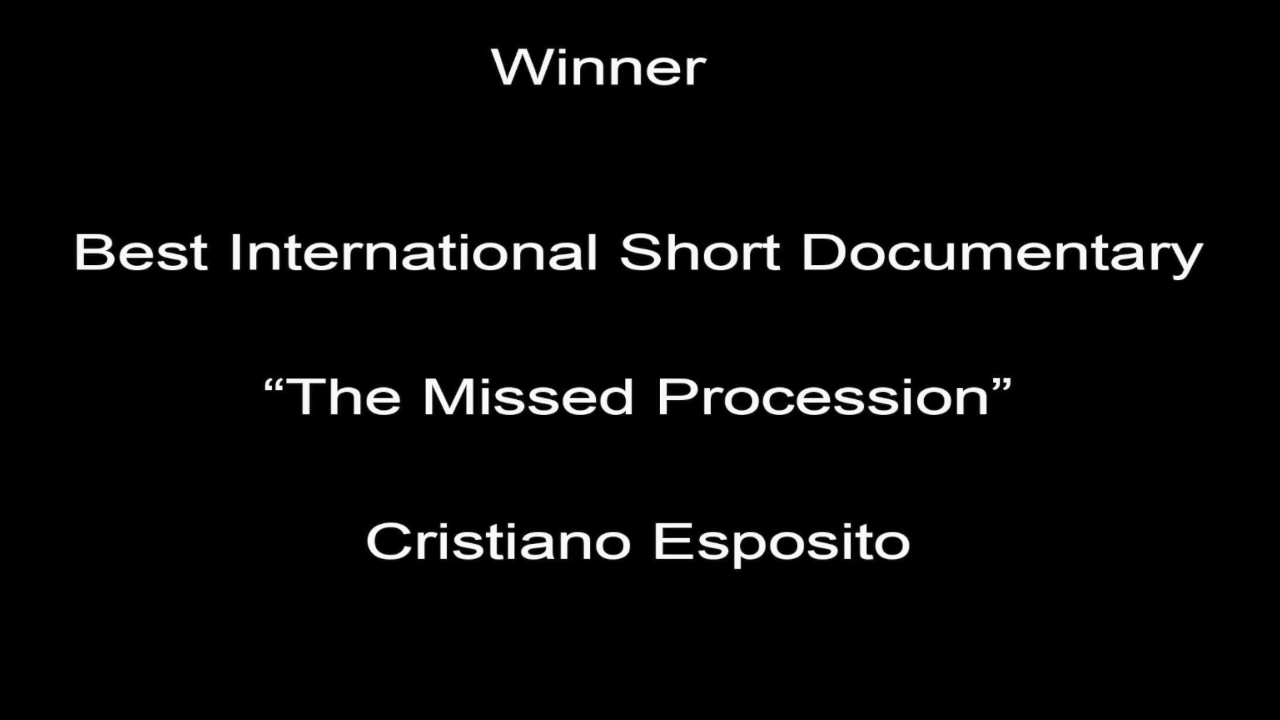 Winner
Best International Short Documentary
“The Missed Procession”
Cristiano Esposito